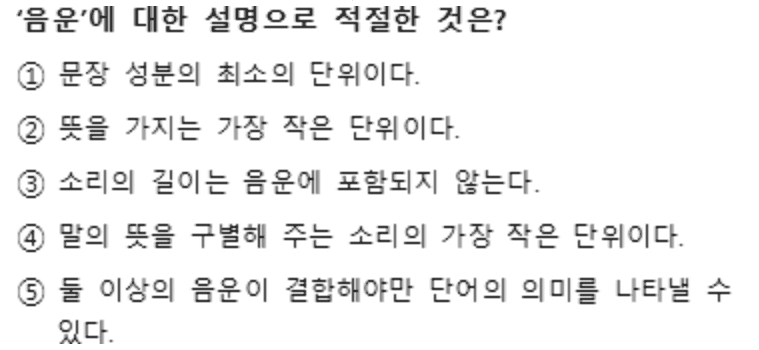 ‘음운’에 대한 설명으로 적절한 것은?
① 문장 성분의 최소의 단위이다.
② 뜻을 가지는 가장 작은 단위이다.
③ 소리의 길이는 음운에 포함되지 않는다.
④ 말의 뜻을 구별해 주는 소리의 가장 작은 단위이다.
⑤ 둘 이상의 음운이 결합해야만 단어의 의미를 나타낼 수
있다.